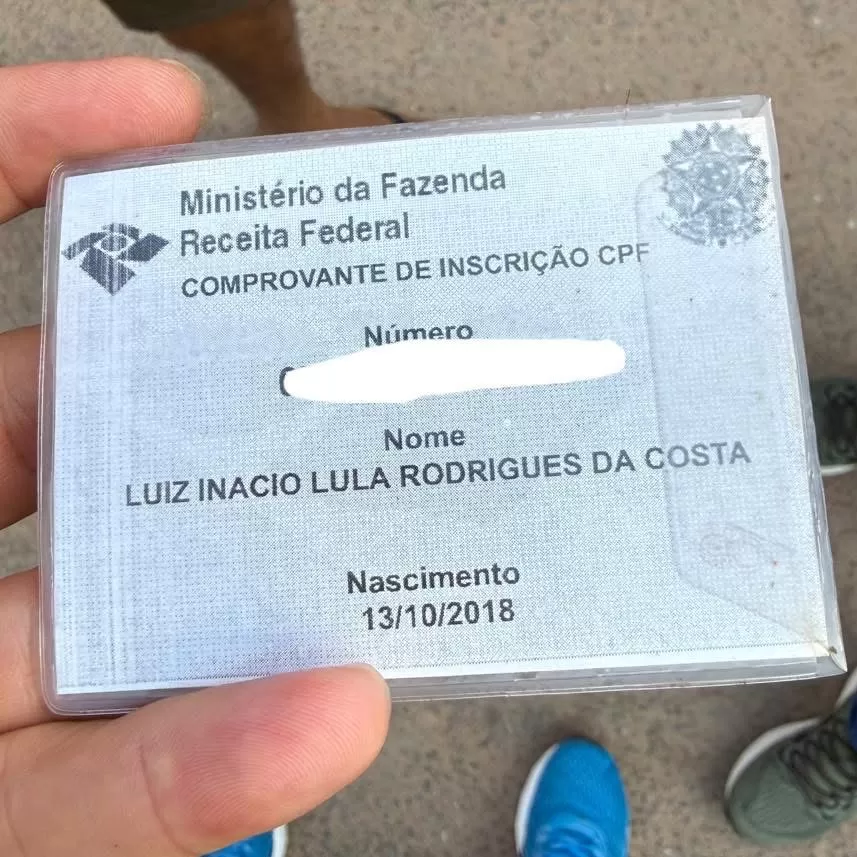 Ministério da Fazenda
Receita Federal
COMPROVANTE DE INSCRIÇÃO CPF
Número
Nome
LUIZ INACIO LULA RODRIGUES DA COSTA
Nascimento
13/10/2018